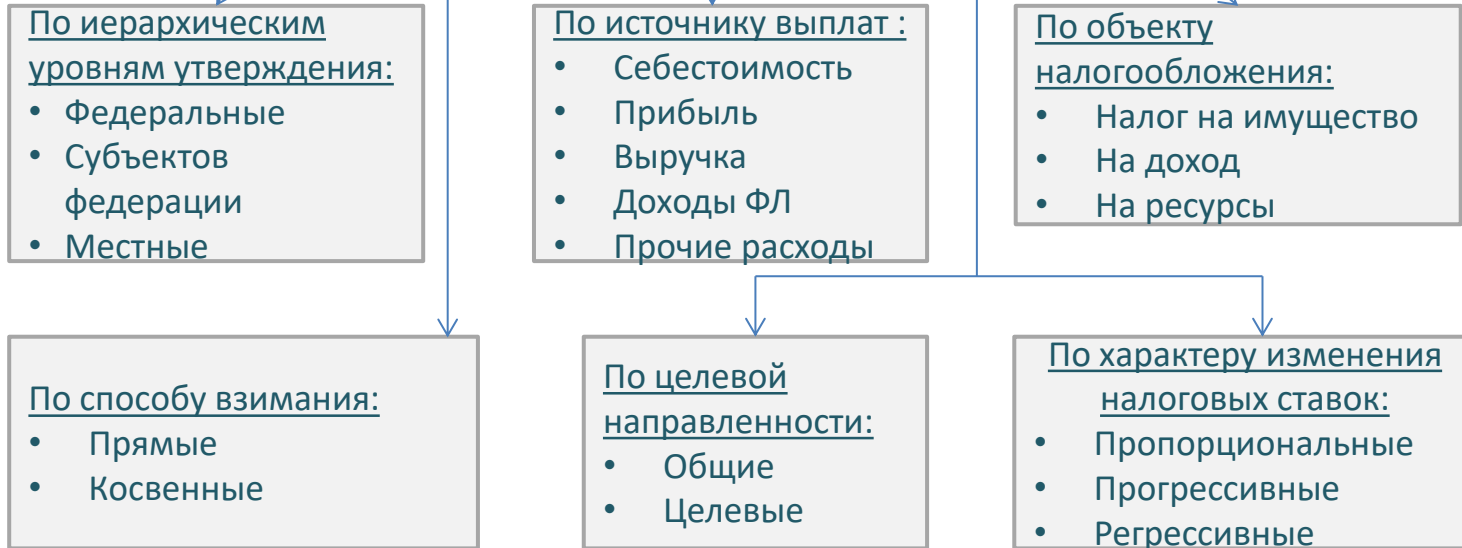 По иерархическим
уровням утверждения:
• Федеральные
• Субъектов
федерации
• Местные
По источнику выплат :
• Себестоимость
• Прибыль
• Выручка
• Доходы ФЛ
• Прочие расходы
По объекту
налогообложения:
• Налог на имущество
• На доход
• На ресурсы
По способу взимания:
• Прямые
• Косвенные
По целевой
направленности:
• Общие
• Целевые
По характеру изменения
налоговых ставок:
• Пропорциональные
• Прогрессивные
• Регрессивные